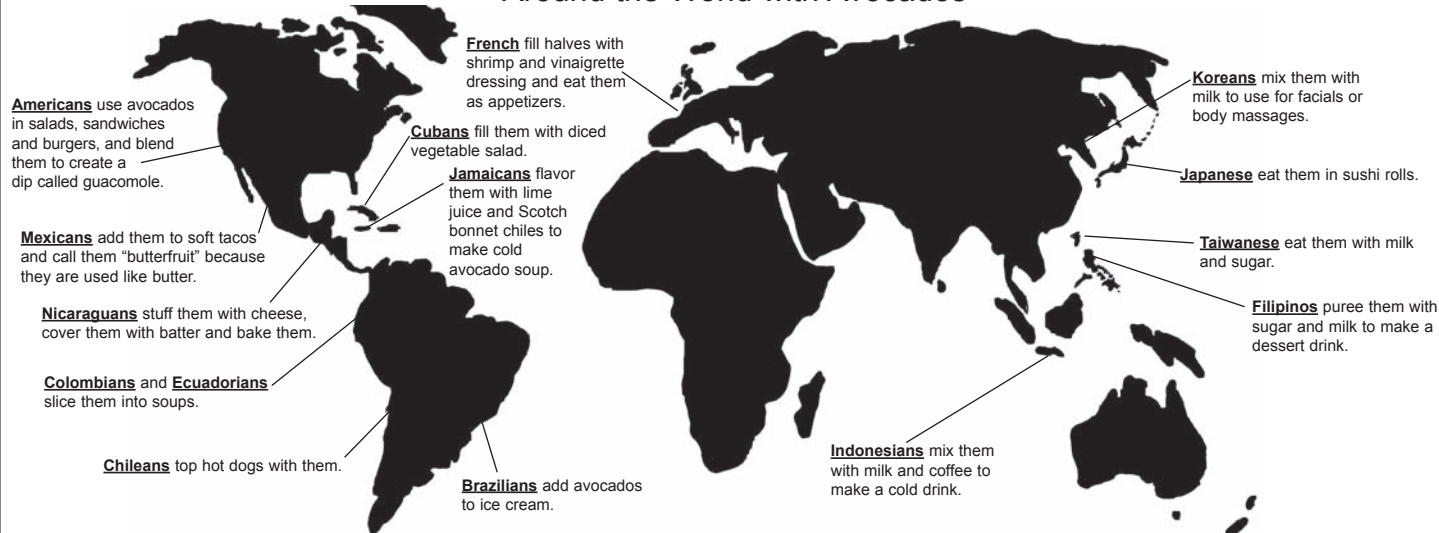 Around the World with Avocados
French fill halves with
shrimp and vinaigrette
dressing and eat them
as appetizers.
Koreans mix them with
milk to use for facials or
body massages.
Americans use avocados
in salads, sandwiches
and burgers, and blend
them to create a
dip called guacomole.
Cubans fill them with diced
vegetable salad.
Jamaicans flavor
them with lime
juice and Scotch
bonnet chiles to
make cold
avocado soup.
Japanese eat them in sushi rolls.
Mexicans add them to soft tacos
and call them “butterfruit” because
they are used like butter.
Taiwanese eat them with milk
and sugar.
Nicaraguans stuff them with cheese,
cover them with batter and bake them.
Filipinos puree them with
sugar and milk to make a
dessert drink.
Colombians and Ecuadorians
slice them into soups.
Chileans top hot dogs with them.
Brazilians add avocados
to ice cream.
Indonesians mix them
with milk and coffee to
make a cold drink.